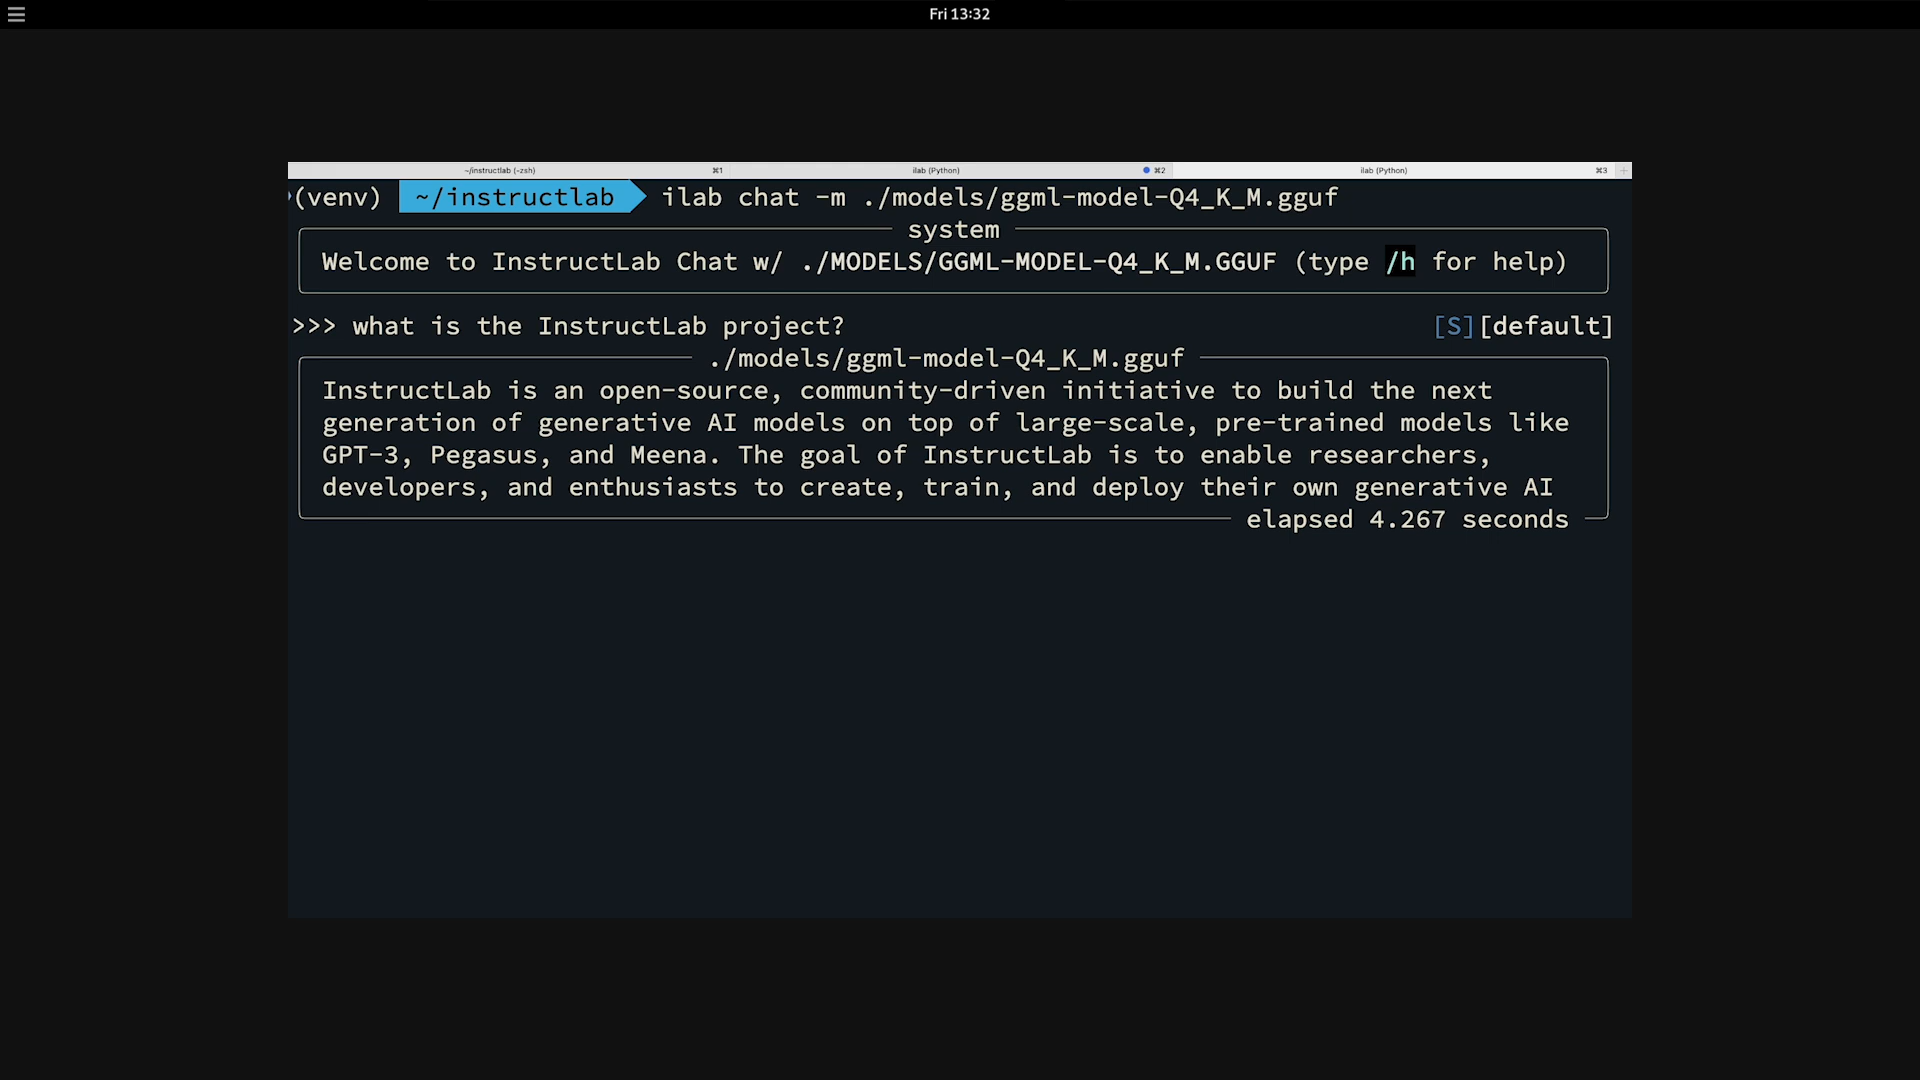 Fri 13:32
~/instructlab (-zsh) ⌘1 ilab (Python) ⌘2 ilab (Python) ⌘3 +
(venv) ~/instructlab ilab chat -m ./models/ggml-model-Q4_K_M.gguf
system
Welcome to InstructLab Chat w/ ./MODELS/GGML-MODEL-Q4_K_M.GGUF (type /h for help)
>>> what is the InstructLab project? [S][default]
./models/ggml-model-Q4_K_M.gguf
InstructLab is an open-source, community-driven initiative to build the next
generation of generative AI models on top of large-scale, pre-trained models like
GPT-3, Pegasus, and Meena. The goal of InstructLab is to enable researchers,
developers, and enthusiasts to create, train, and deploy their own generative AI
elapsed 4.267 seconds